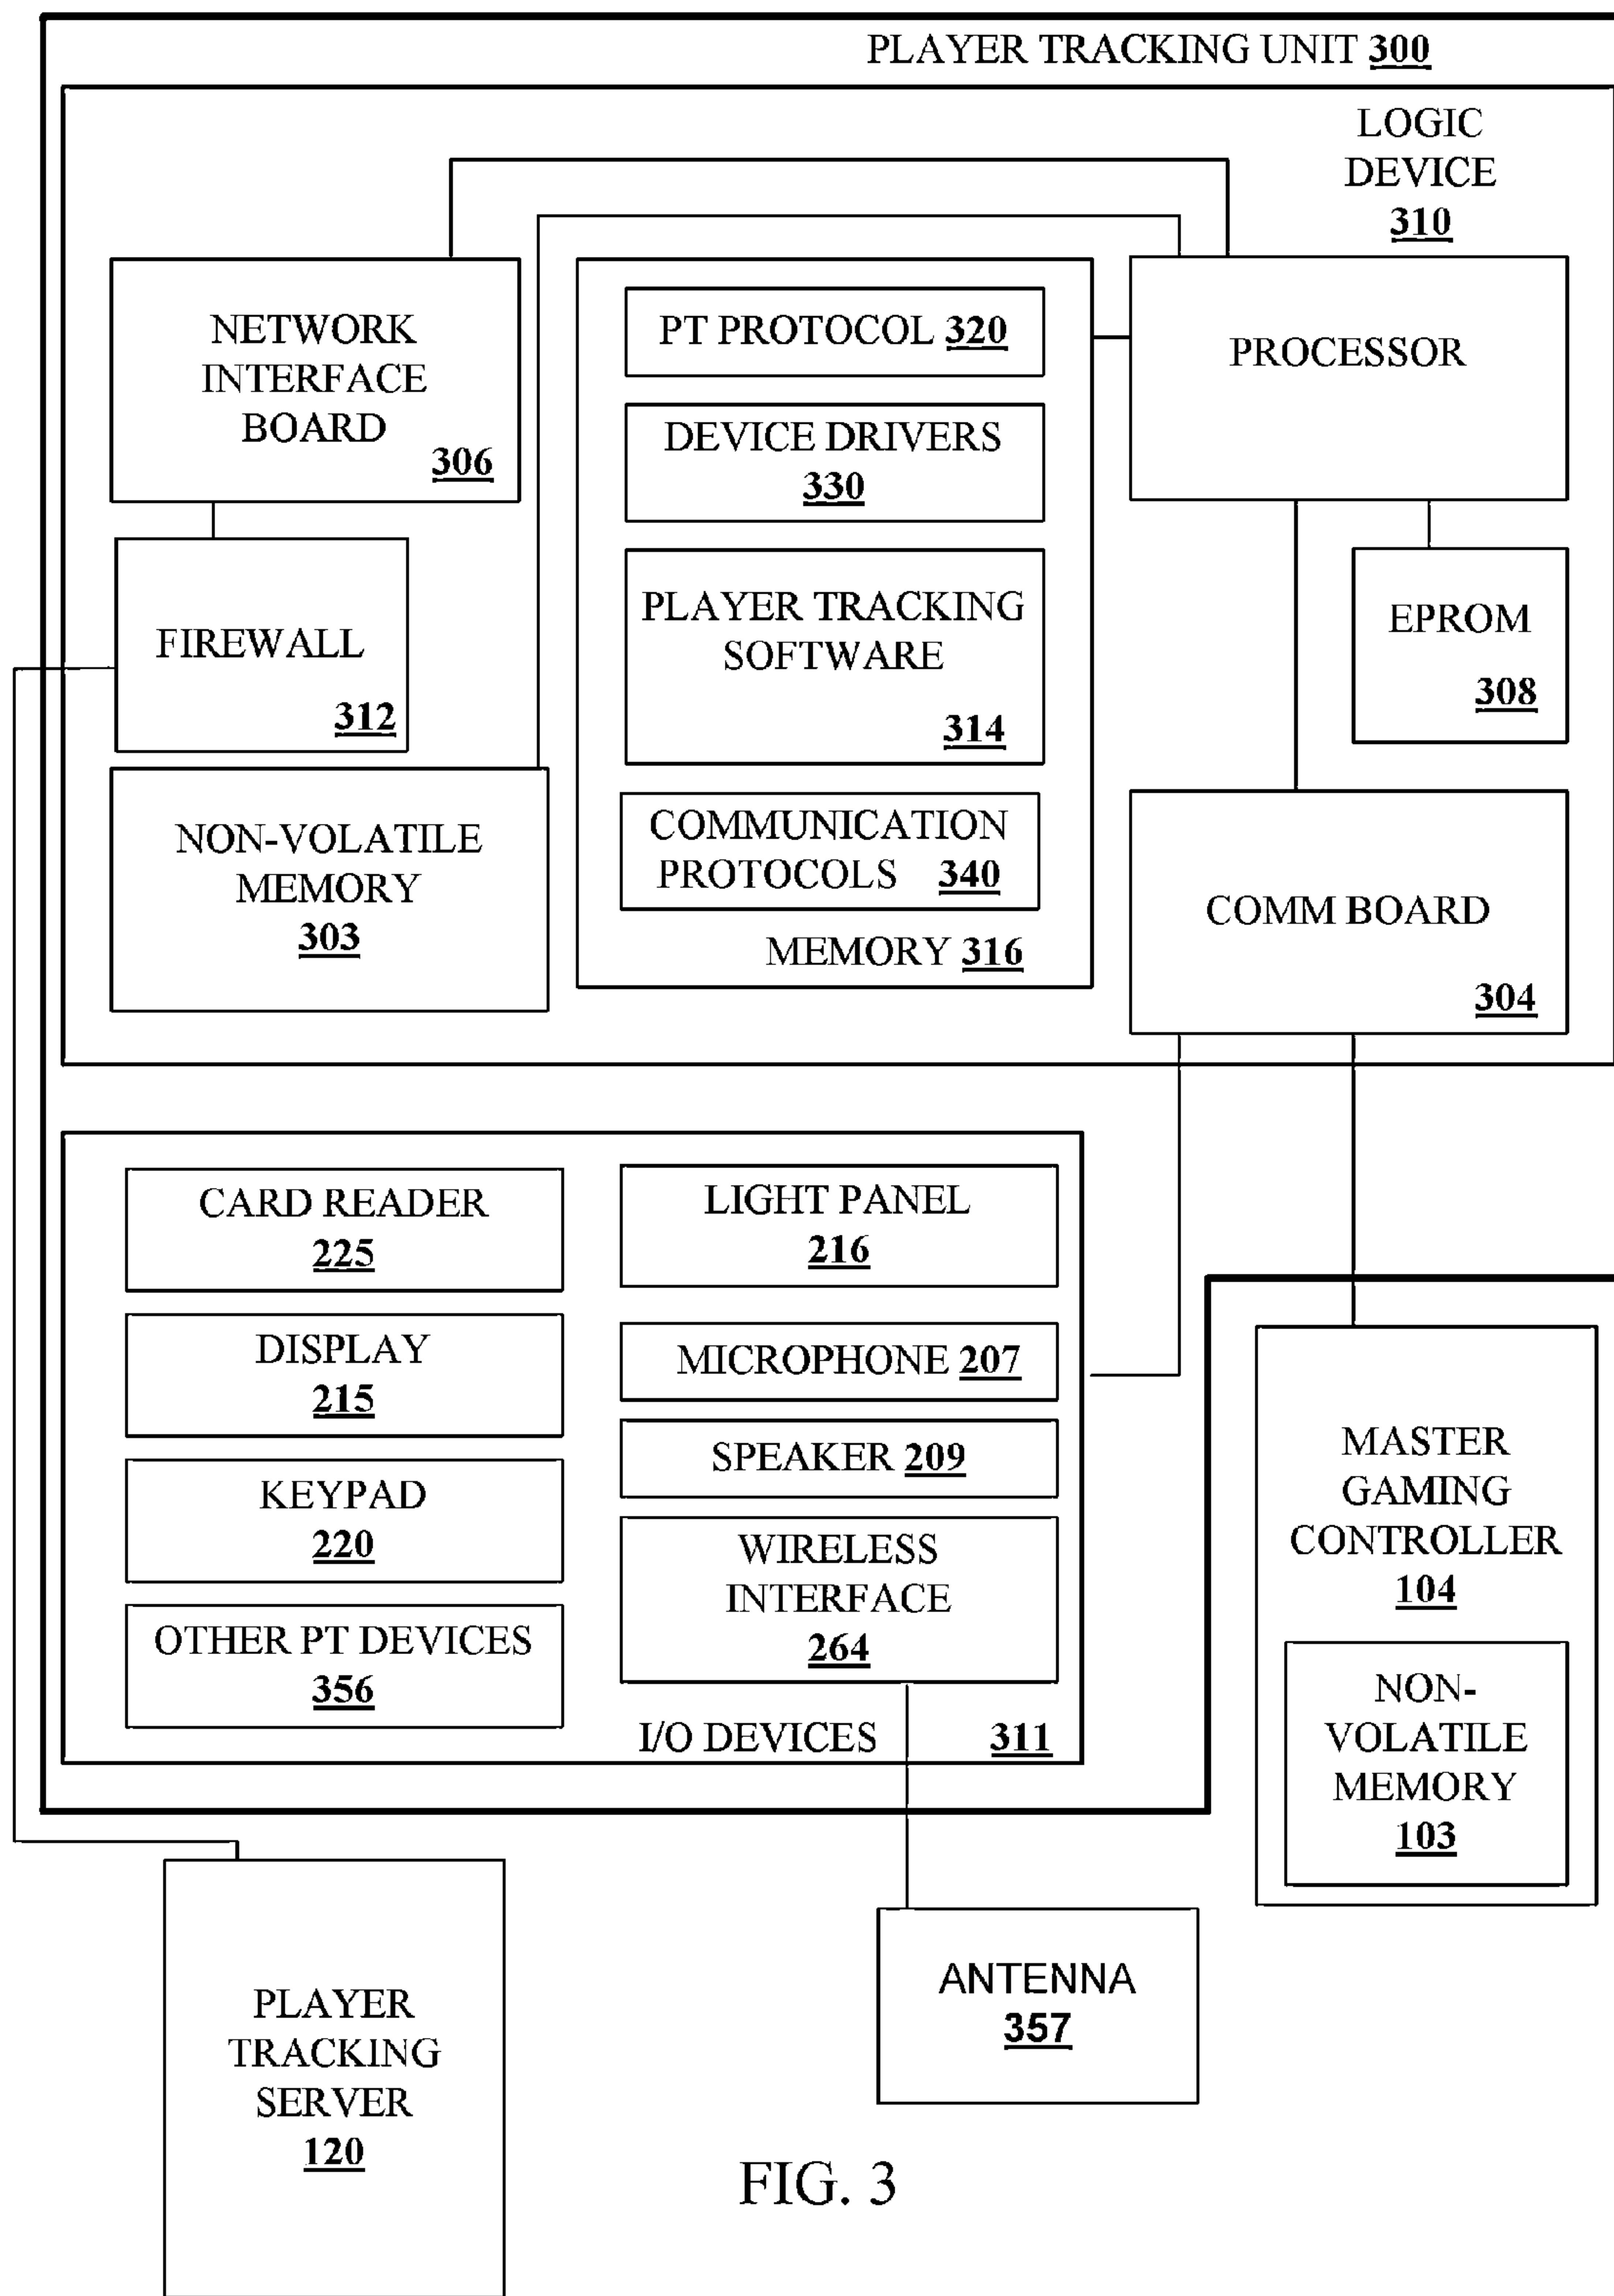 PLAYER TRACKING UNIT 300
LOGIC
DEVICE
310
NETWORK
INTERFACE
BOARD
306
PT PROTOCOL 320
PROCESSOR
DEVICE DRIVERS
330
FIREWALL
312
PLAYER TRACKING
SOFTWARE
314
EPROM
308
NON-VOLATILE
MEMORY
303
COMMUNICATION
PROTOCOLS 340
MEMORY 316
COMM BOARD
304
CARD READER
225
LIGHT PANEL
216
DISPLAY
215
MICROPHONE 207
KEYPAD
220
SPEAKER 209
OTHER PT DEVICES
356
WIRELESS
INTERFACE
264
I/O DEVICES 311
MASTER
GAMING
CONTROLLER
104
NON-
VOLATILE
MEMORY
103
PLAYER
TRACKING
SERVER
120
ANTENNA
357
FIG. 3